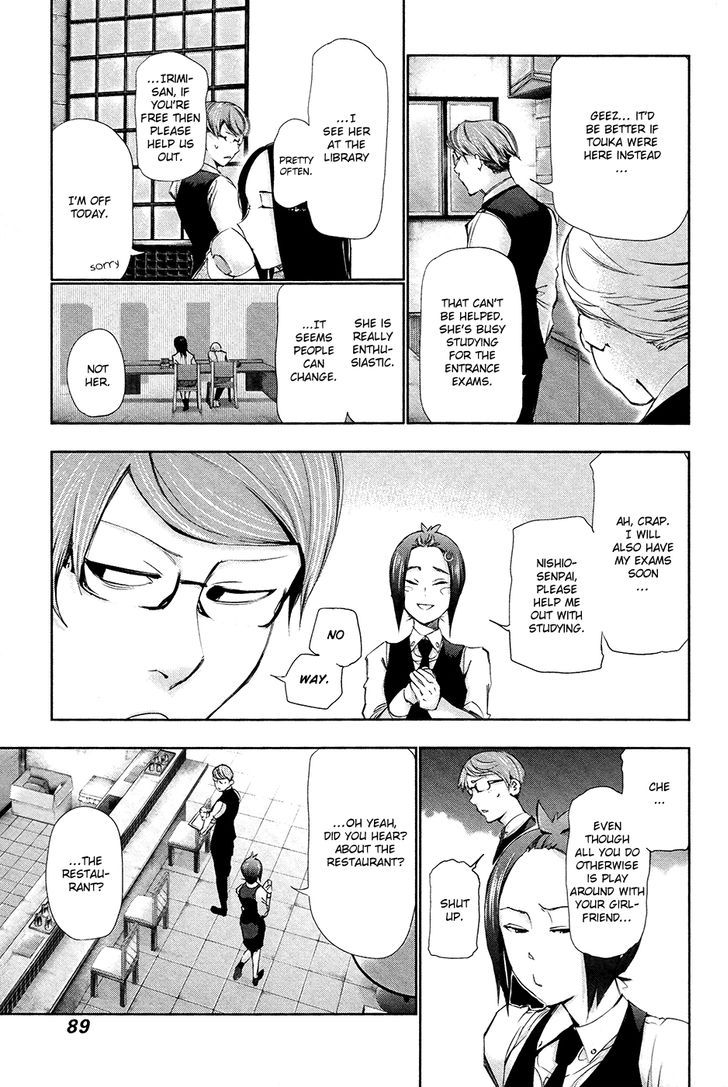 GEEZ... IT'D
BE BETTER IF
TOUKA WERE
HERE INSTEAD
...
THAT CAN'T
BE HELPED.
SHE'S BUSY
STUDYING
FOR THE
ENTRANCE
EXAMS.
...I
SEE HER
AT THE
LIBRARY
PRETTY
OFTEN.
...IRIMI-
SAN, IF
YOU'RE
FREE THEN
PLEASE
HELP US
OUT.
I'M OFF
TODAY.
sorry
SHE IS
REALLY
ENTHU-
SIASTIC.
...IT
SEEMS
PEOPLE
CAN
CHANGE.
NOT
HER.
AH, CRAP.
I WILL
ALSO HAVE
MY EXAMS
SOON
...
NISHIO-
SENPAI,
PLEASE
HELP ME
OUT WITH
STUDYING.
NO
WAY.
CHE
...
EVEN
THOUGH
ALL YOU DO
OTHERWISE
IS PLAY
AROUND WITH
YOUR GIRL-
FRIEND...
SHUT
UP.
...OH YEAH,
DID YOU HEAR?
ABOUT THE
RESTAURANT?
...THE
RESTAU-
RANT?
89